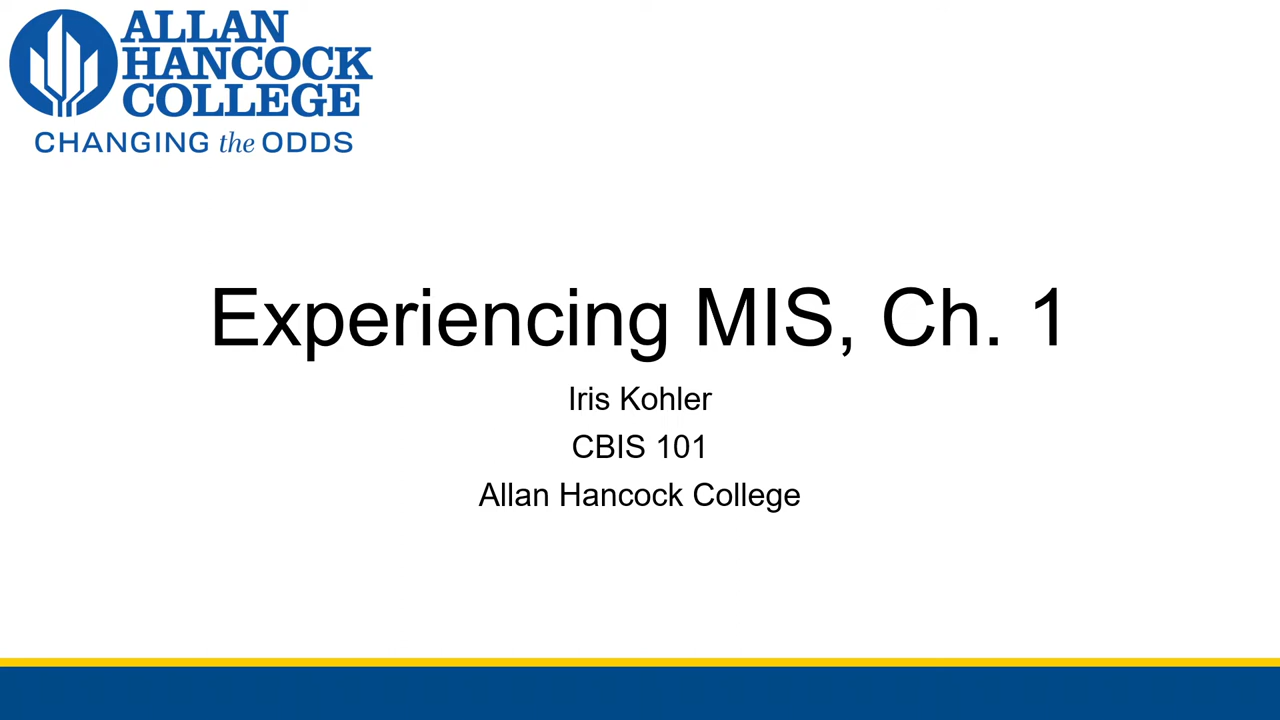 ALLAN
HANCOCK
COLLEGE
CHANGING the ODDS
Experiencing MIS, Ch. 1
Iris Kohler
CBIS 101
Allan Hancock College